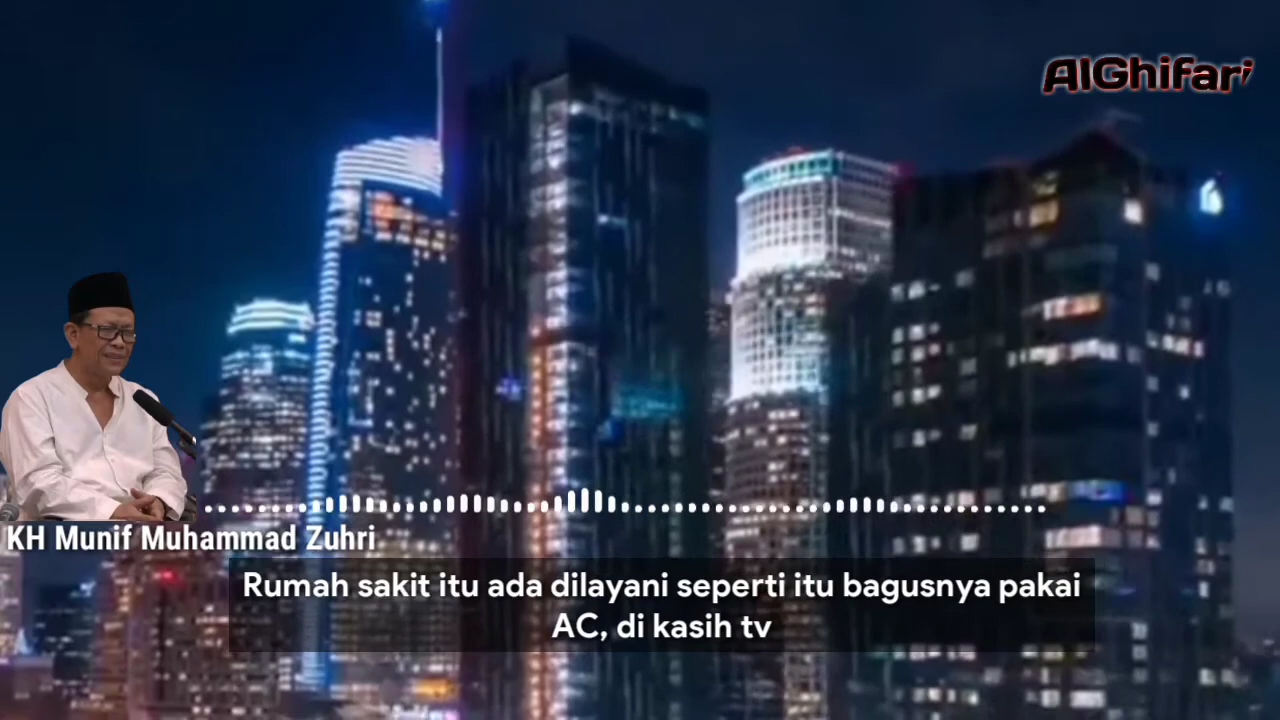 AlGhifari
KH Munif Muhammad Zuhri
Rumah sakit itu ada dilayani seperti itu bagusnya pakai
AC, di kasih tv